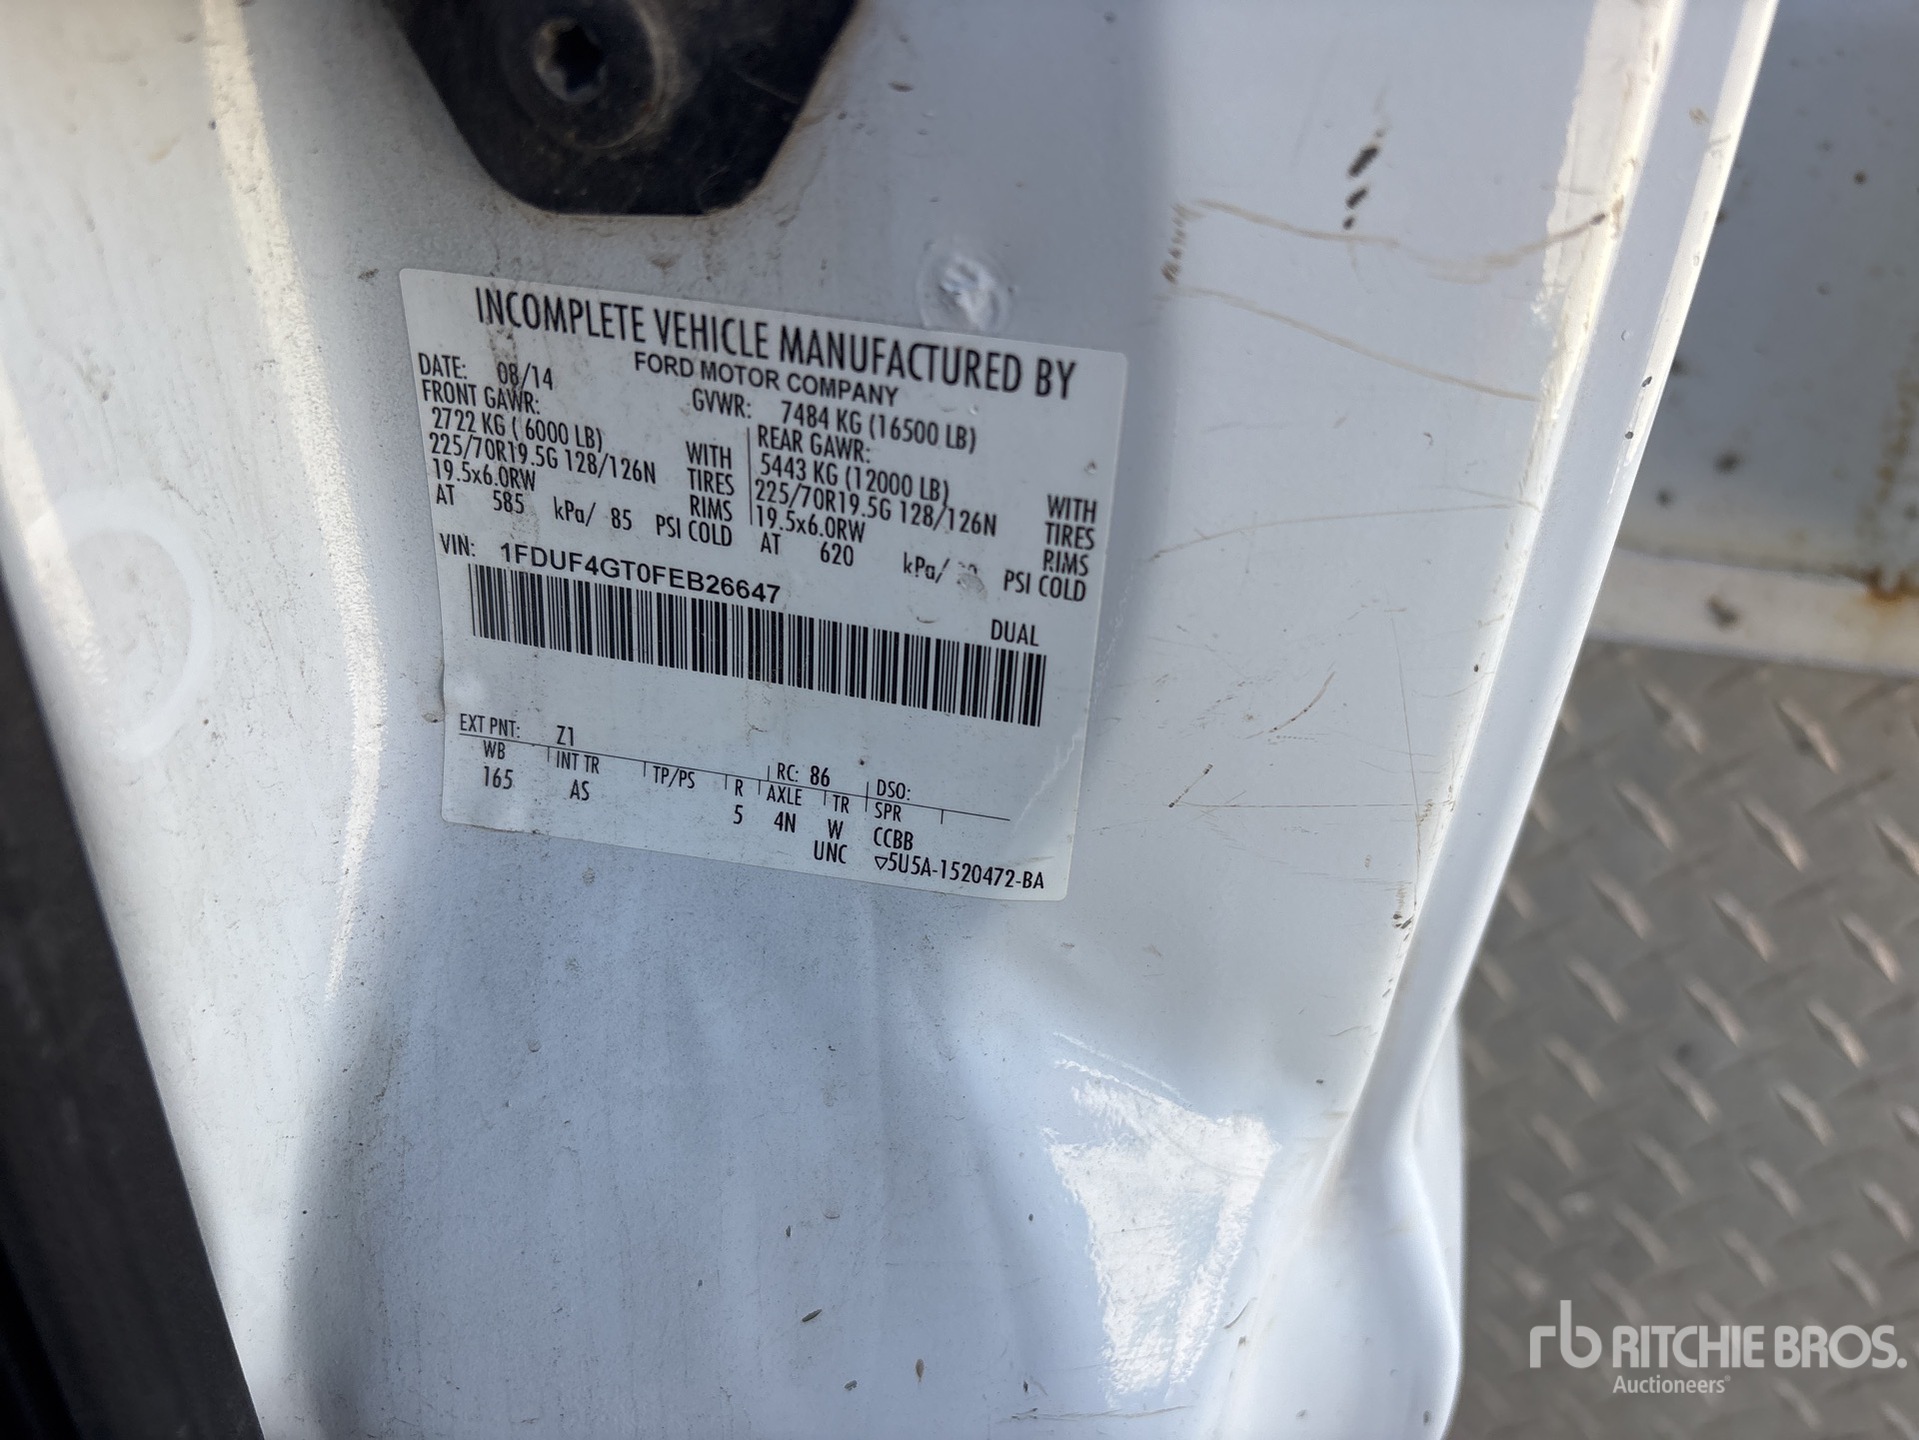 INCOMPLETE VEHICLE MANUFACTURED BY
FORD MOTOR COMPANY
DATE: 08/14 GVWR: 7484 KG (16500 LB)
FRONT GAWR: REAR GAWR:
2722 KG ( 6000 LB) WITH 5443 KG (12000 LB) WITH
225/70R19.5G 128/126N TIRES 225/70R19.5G 128/126N TIRES
19.5x6.0RW RIMS 19.5x6.0RW RIMS
AT 585 kPa/ 85 PSI COLD AT 620 kPa/ PSI COLD
VIN: 1FDUF4GT0FEB26647
DUAL
EXT PNT: Z1 RC: 86 DSO:
WB INT TR TP/PS R AXLE TR SPR
165 AS 5 4N W CCBB
UNC ▽5U5A-1520472-BA
rb RITCHIE BROS.
Auctioneers